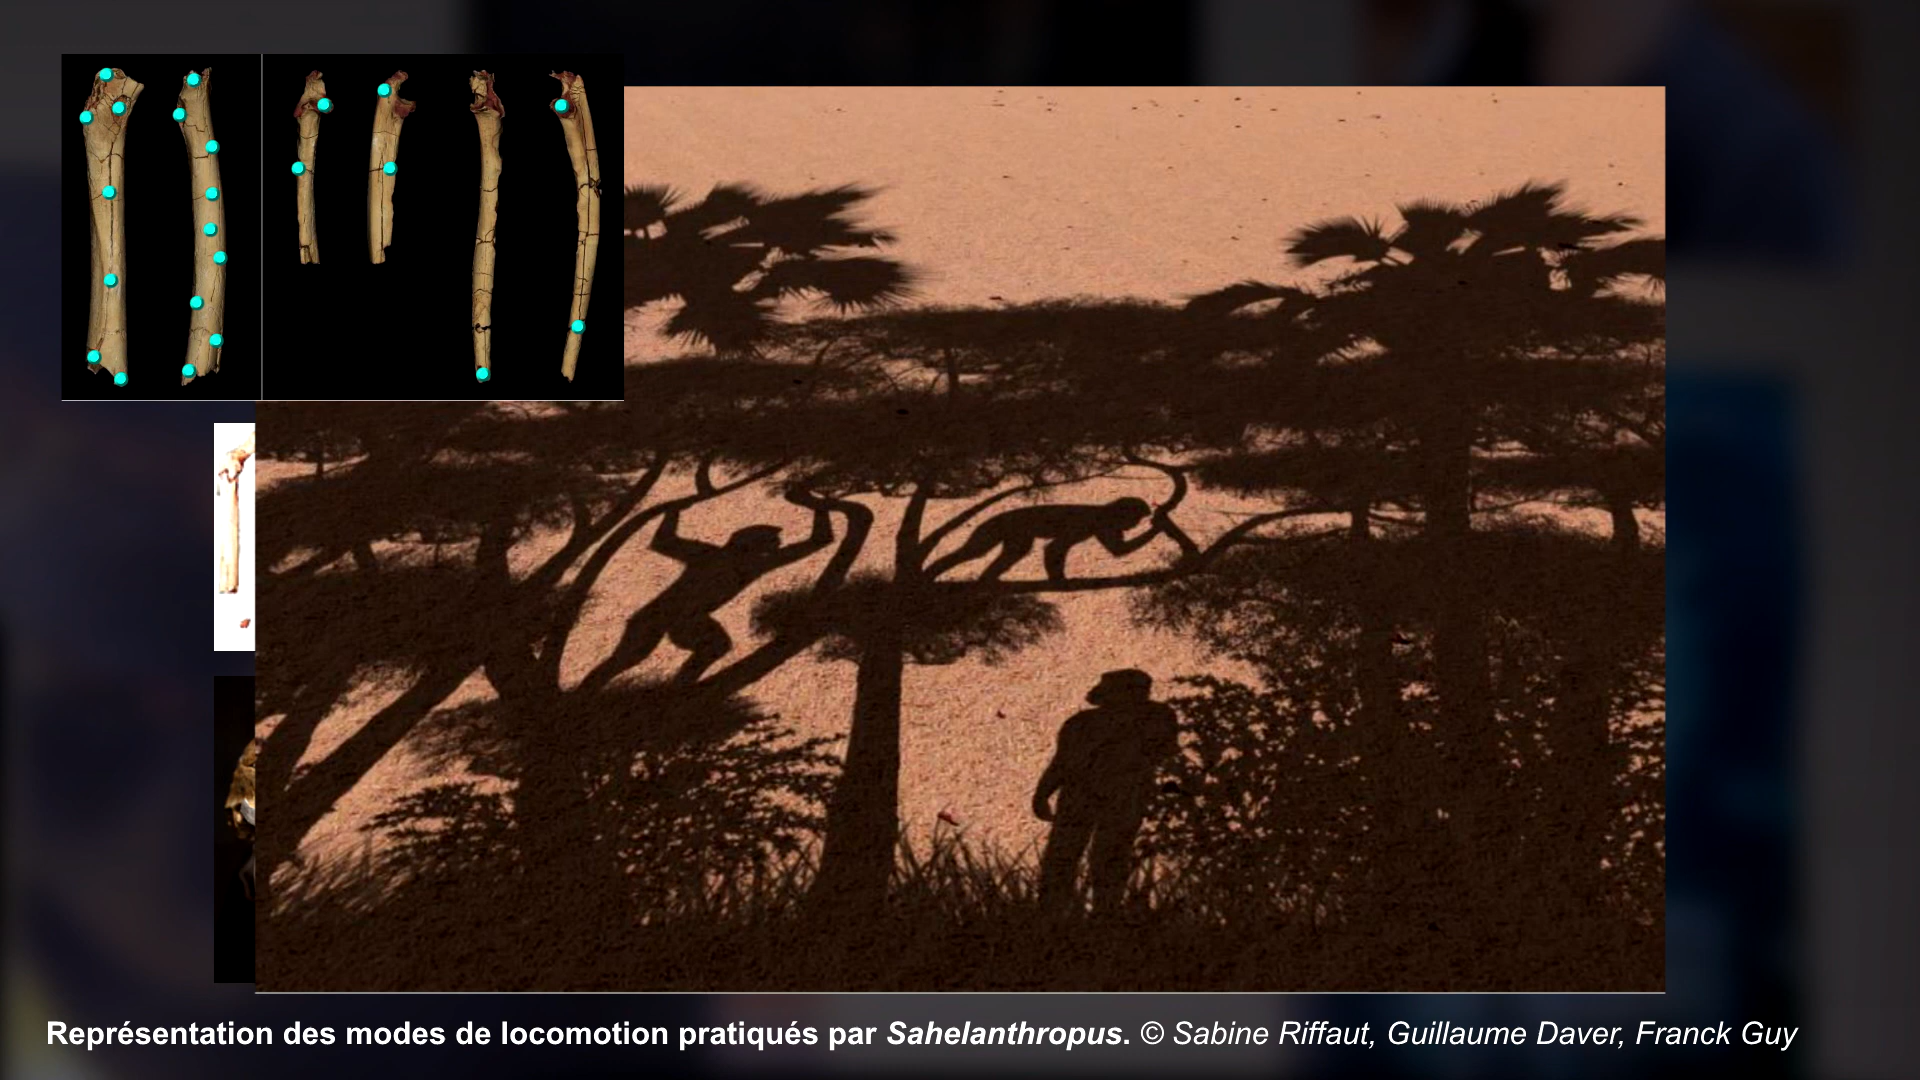 Représentation des modes de locomotion pratiqués par Sahelanthropus. © Sabine Riffaut, Guillaume Daver, Franck Guy